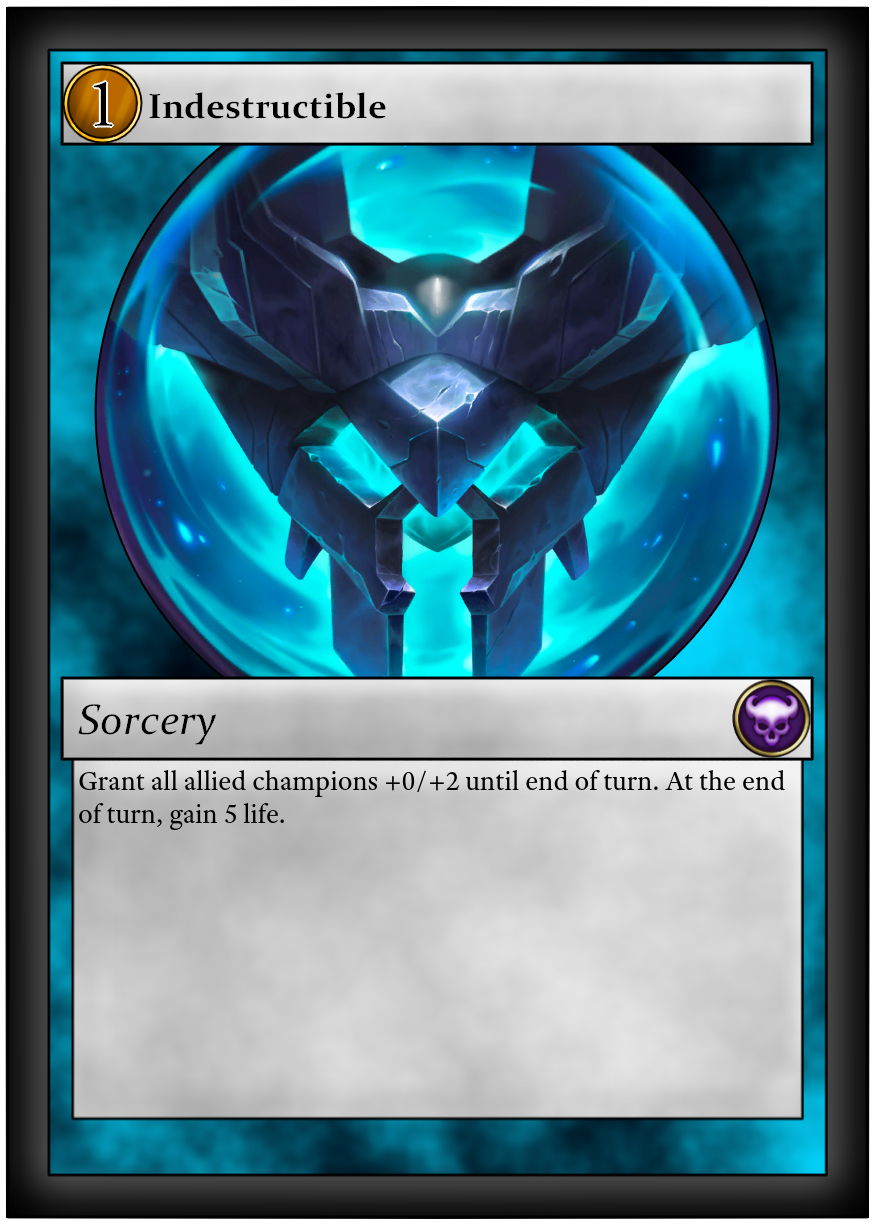 1 Indestructible
Sorcery
Grant all allied champions +0/+2 until end of turn. At the end
of turn, gain 5 life.